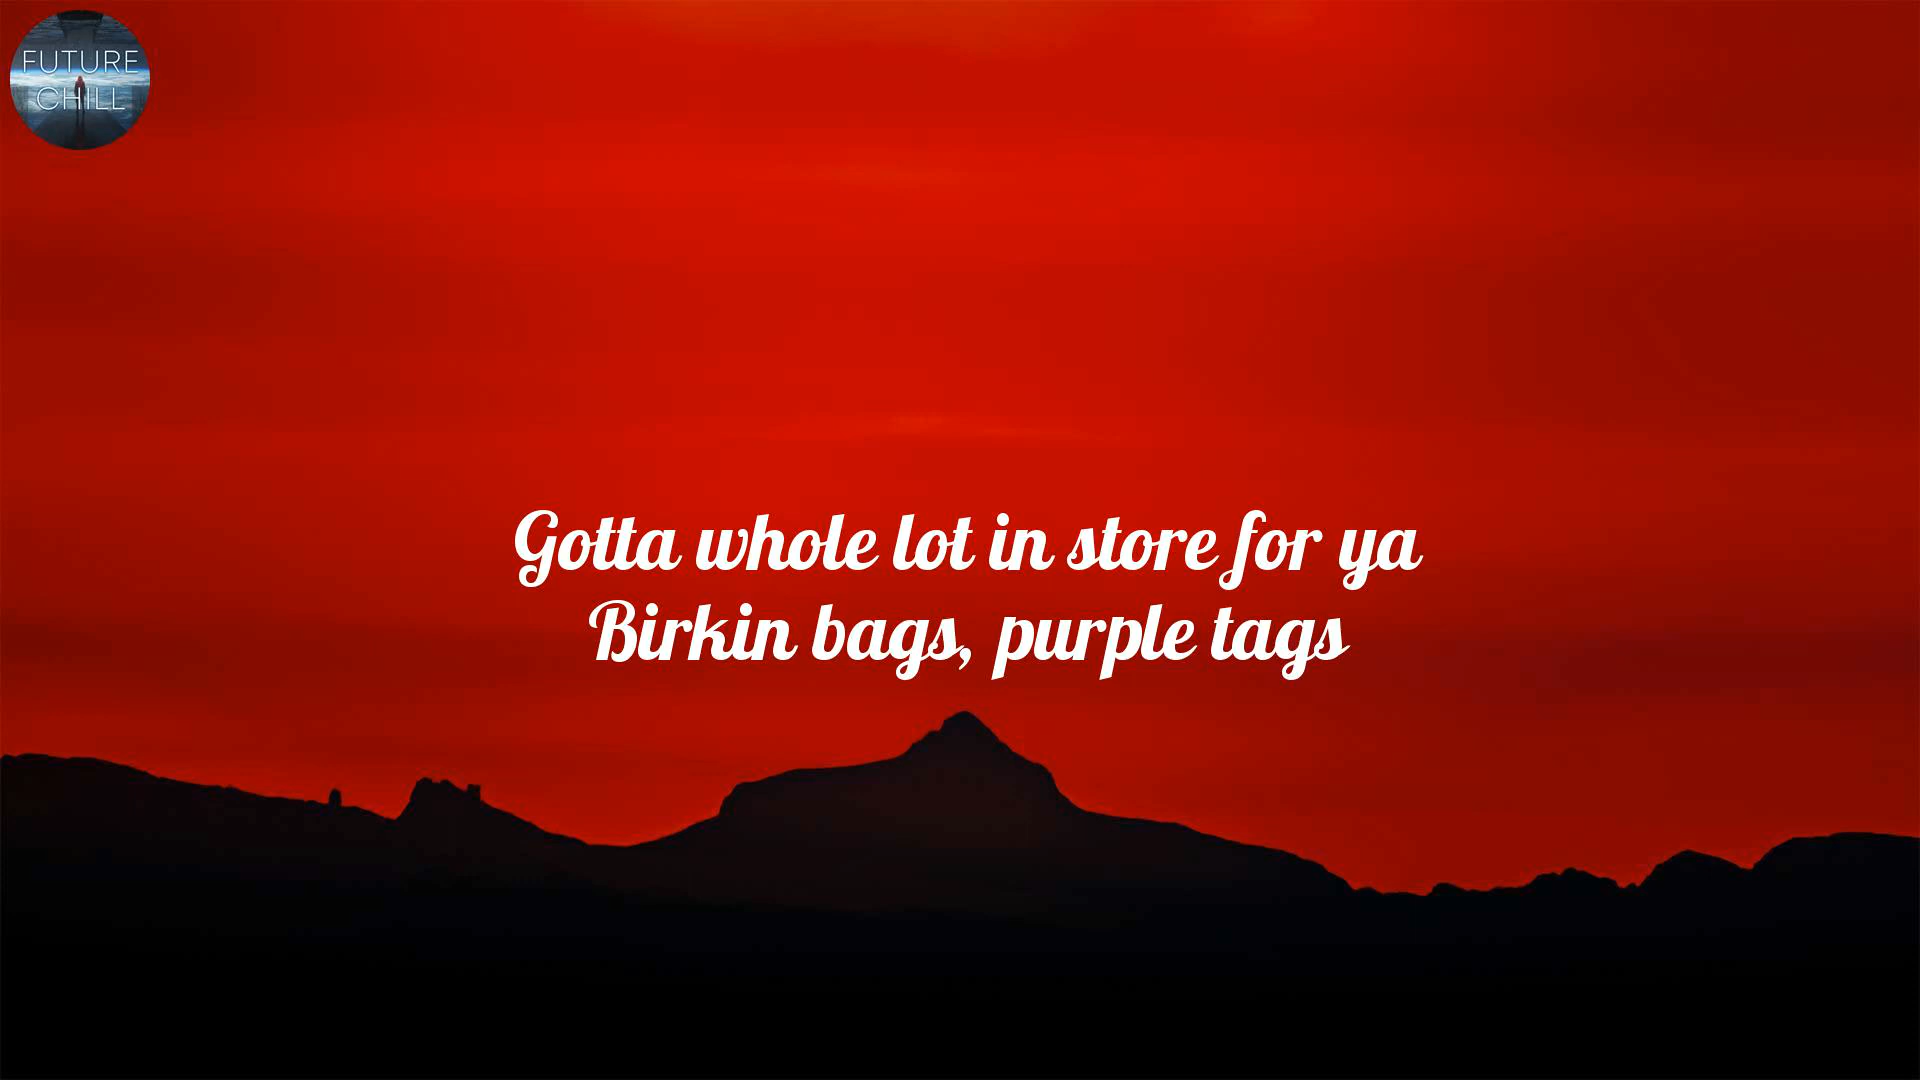 FUTURE
CHILL
Gotta whole lot in store for ya
Birkin bags, purple tags